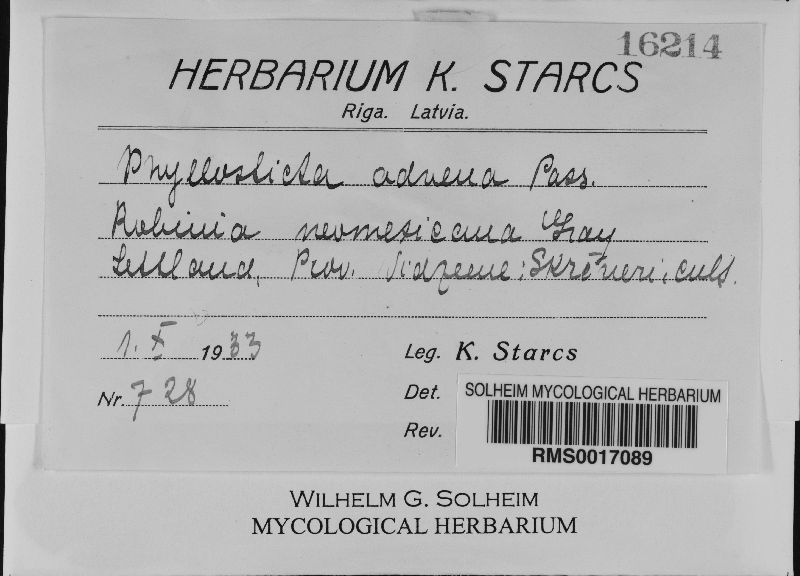 16214
HERBARIUM K. STARCS
Riga. Latvia.
Phyllosticta advena Pass.
Robinia neomexicana Gray
Lettland, Prov. Vidzeme: Skrīveri, cult.
1. X 1933
Leg. K. Starcs
Nr. 728
Det.
Rev.
SOLHEIM MYCOLOGICAL HERBARIUM
RMS0017089
WILHELM G. SOLHEIM
MYCOLOGICAL HERBARIUM